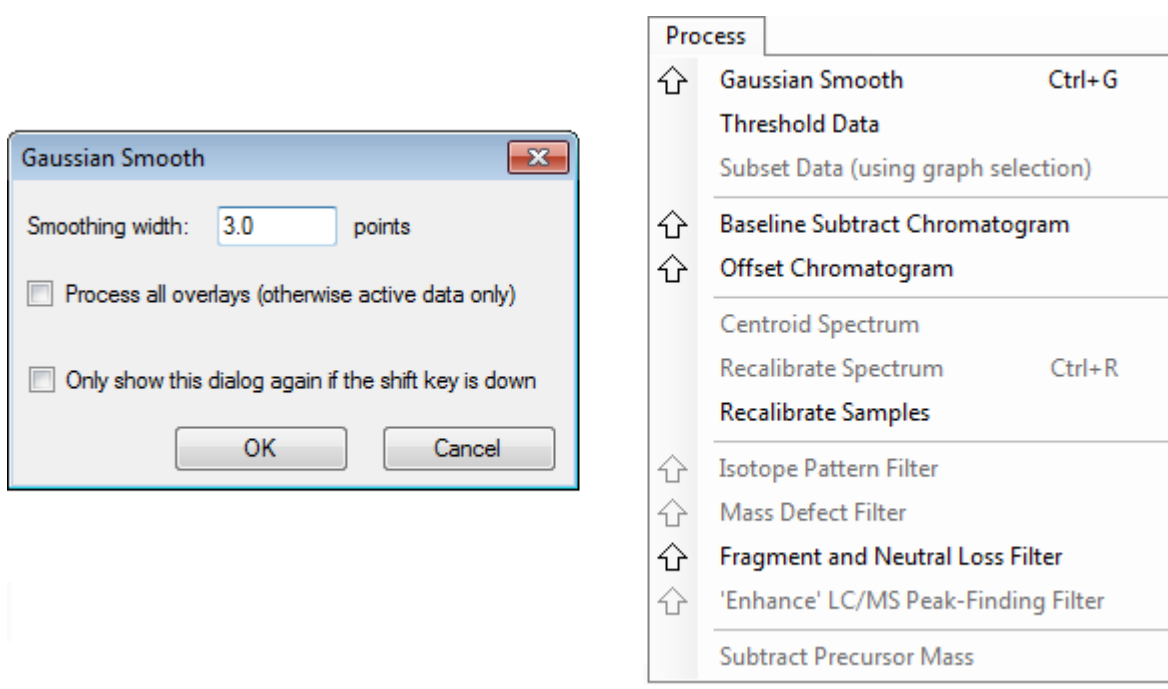 Gaussian Smooth
Smoothing width: 3.0 points
Process all overlays (otherwise active data only)
Only show this dialog again if the shift key is down
OK Cancel
Process
Gaussian Smooth Ctrl+G
Threshold Data
Subset Data (using graph selection)
Baseline Subtract Chromatogram
Offset Chromatogram
Centroid Spectrum
Recalibrate Spectrum Ctrl+R
Recalibrate Samples
Isotope Pattern Filter
Mass Defect Filter
Fragment and Neutral Loss Filter
'Enhance' LC/MS Peak-Finding Filter
Subtract Precursor Mass